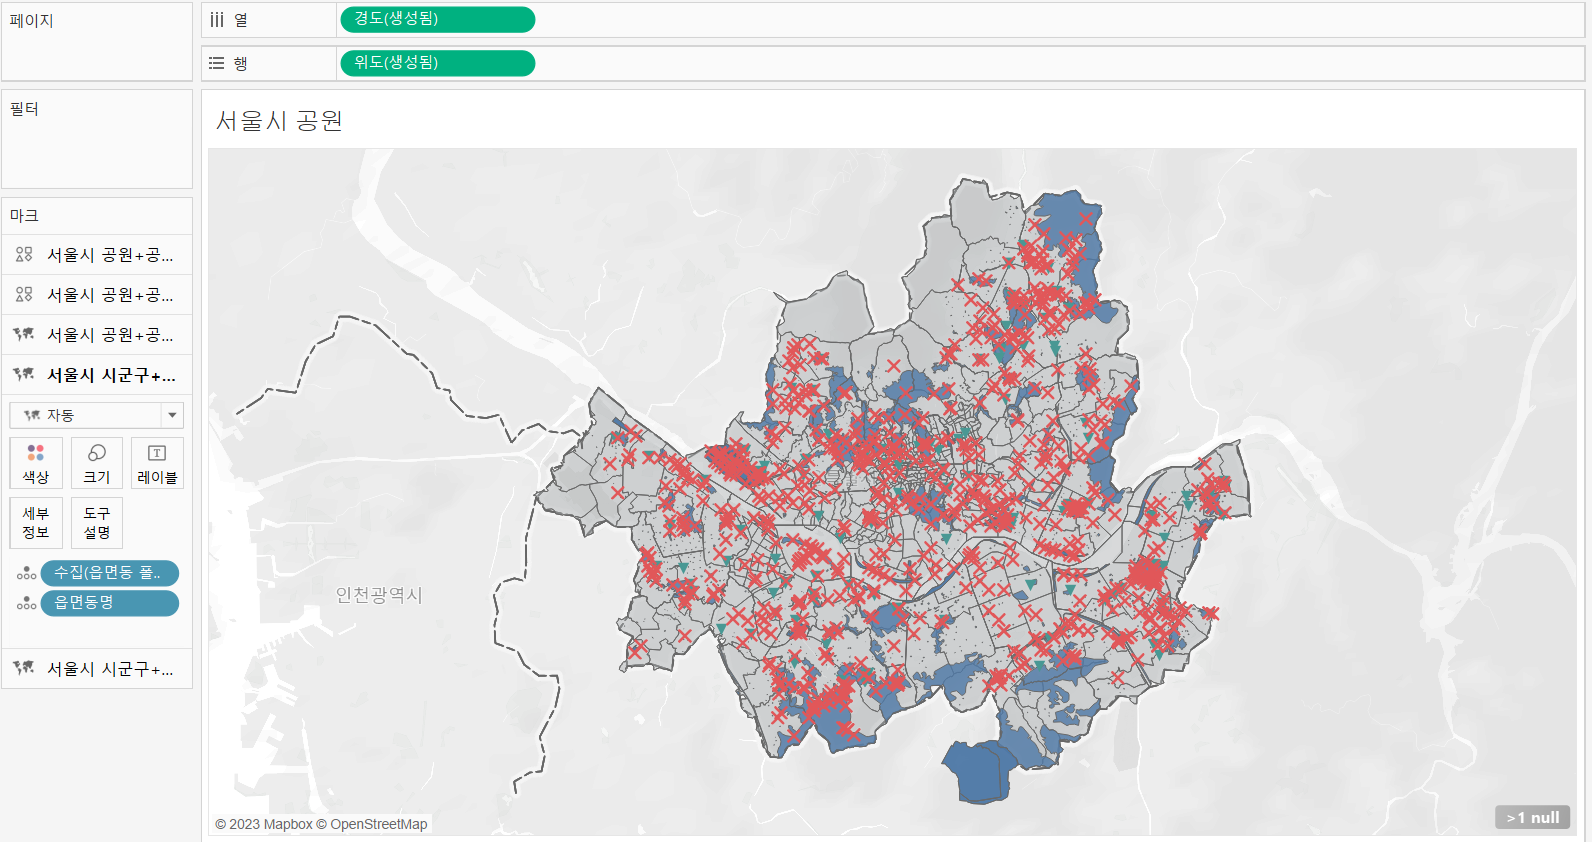 페이지
열
경도(생성됨)
행
위도(생성됨)
필터
서울시 공원
마크
서울시 공원+공...
서울시 공원+공...
서울시 공원+공...
서울시 시군구+...
자동
색상
크기
레이블
세부
정보
도구
설명
수집(읍면동 폴..
읍면동명
서울시 시군구+...
인천광역시
© 2023 Mapbox © OpenStreetMap
>1 null